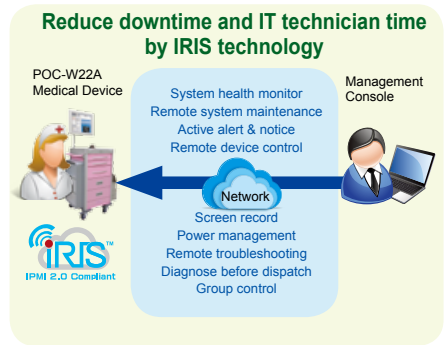 Reduce downtime and IT technician time
by IRIS technology
POC-W22A
Medical Device
System health monitor
Remote system maintenance
Active alert & notice
Remote device control
Management
Console
Network
Screen record
Power management
Remote troubleshooting
Diagnose before dispatch
Group control
iRIS™
IPMI 2.0 Compliant